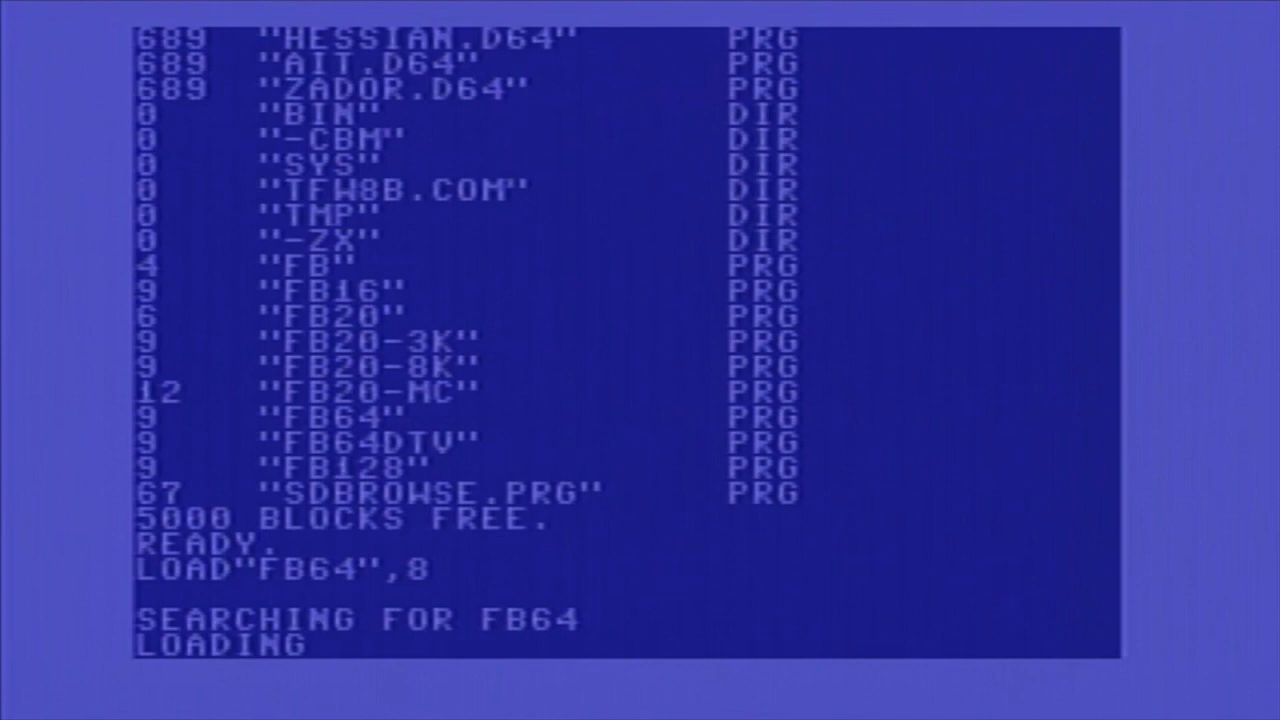 689 "HESSIAN.D64" PRG
689 "AIT.D64" PRG
689 "ZADOR.D64" PRG
0 "BIN" DIR
0 "-CBM" DIR
0 "SYS" DIR
0 "TFW8B.COM" DIR
0 "TMP" DIR
0 "-ZX" DIR
4 "FB" PRG
9 "FB16" PRG
6 "FB20" PRG
9 "FB20-3K" PRG
9 "FB20-8K" PRG
12 "FB20-MC" PRG
9 "FB64" PRG
9 "FB64DTV" PRG
9 "FB128" PRG
67 "SDBROWSE.PRG" PRG
5000 BLOCKS FREE.
READY.
LOAD"FB64",8
SEARCHING FOR FB64
LOADING